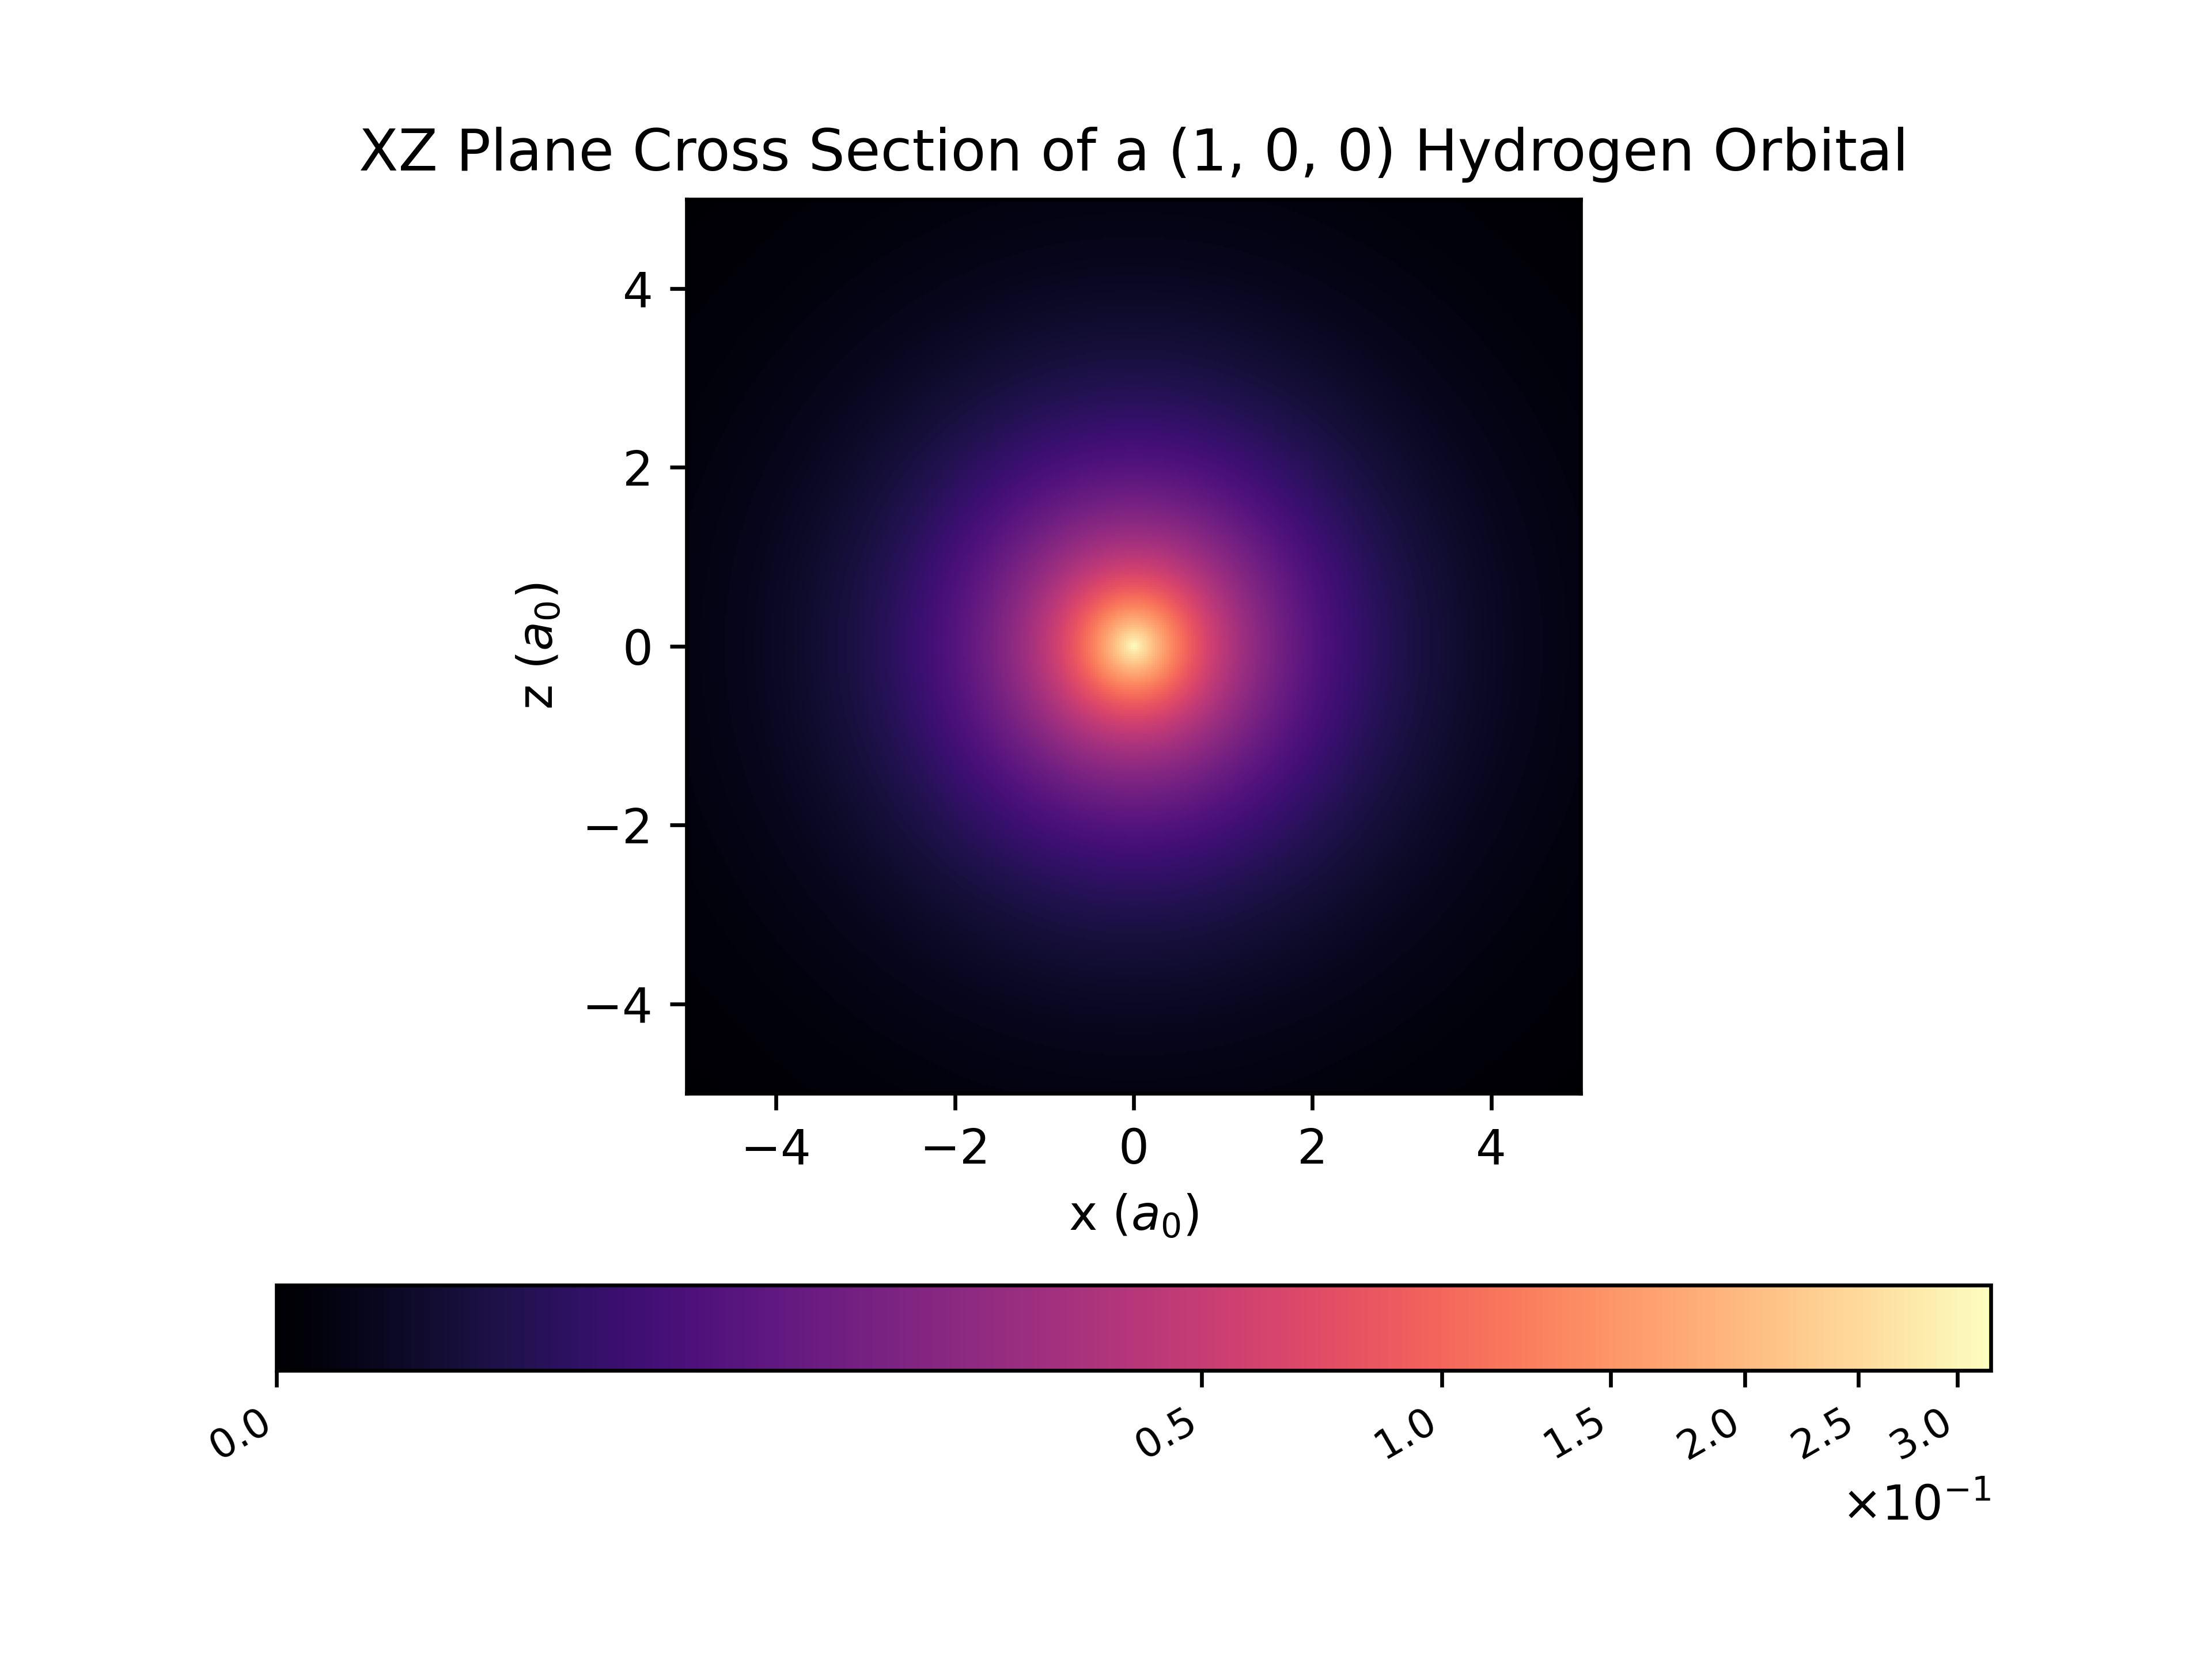 XZ Plane Cross Section of a (1, 0, 0) Hydrogen Orbital
4
2
0
−2
−4
z (a₀)
−4 −2 0 2 4
x (a₀)
0.0 0.5 1.0 1.5 2.0 2.5 3.0
×10⁻¹